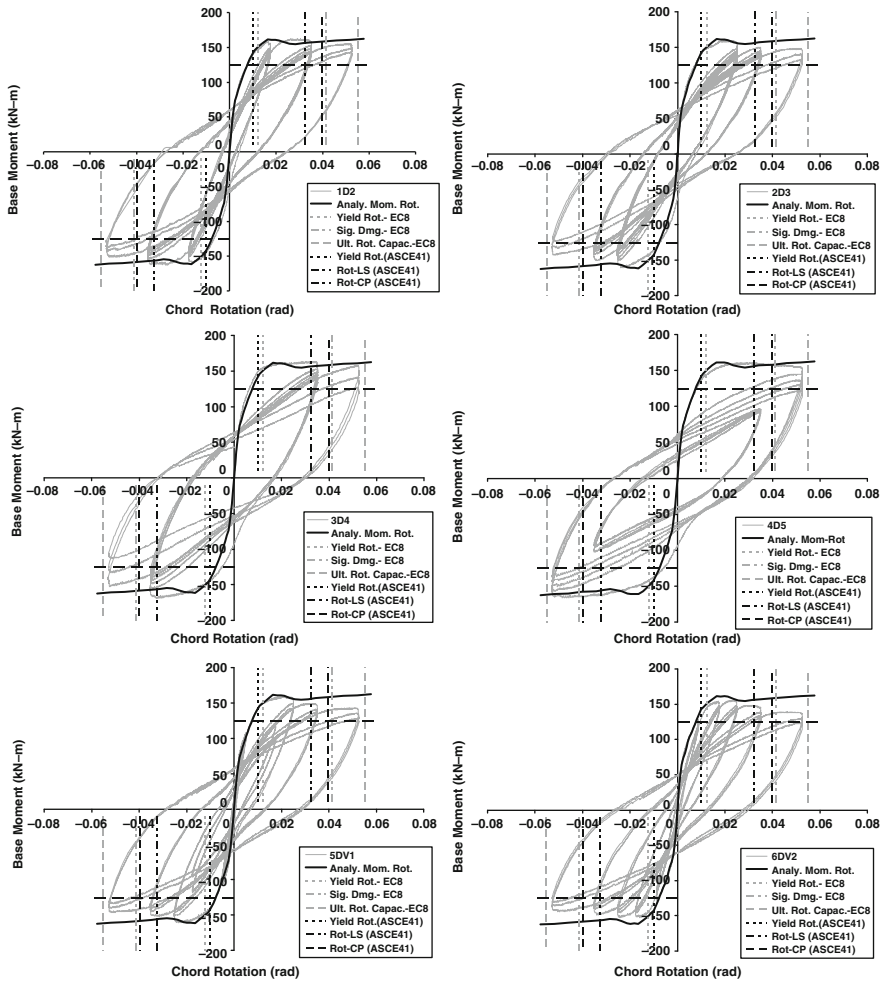 200
150
100
50
0
−0.08
−0.06
−0.04
−0.02
0
0.02
0.04
0.06
0.08
−50
−100
−150
−200
Base Moment (kN–m)
Chord Rotation (rad)
1D2
Analy. Mom. Rot.
Yield Rot.- EC8
Sig. Dmg.- EC8
Ult. Rot. Capac.-EC8
Yield Rot.(ASCE41)
Rot-LS (ASCE41)
Rot-CP (ASCE41)
200
150
100
50
0
−0.08
−0.06
−0.04
−0.02
0
0.02
0.04
0.06
0.08
−50
−100
−150
−200
Base Moment (kN–m)
Chord Rotation (rad)
2D3
Analy. Mom. Rot.
Yield Rot.- EC8
Sig. Dmg.- EC8
Ult. Rot. Capac.-EC8
Yield Rot.(ASCE41)
Rot-LS (ASCE41)
Rot-CP (ASCE41)
200
150
100
50
0
−0.08
−0.06
−0.04
−0.02
0
0.02
0.04
0.06
0.08
−50
−100
−150
−200
Base Moment (kN–m)
Chord Rotation (rad)
3D4
Analy. Mom. Rot.
Yield Rot.- EC8
Sig. Dmg.- EC8
Ult. Rot. Capac.-EC8
Yield Rot.(ASCE41)
Rot-LS (ASCE41)
Rot-CP (ASCE41)
200
150
100
50
0
−0.08
−0.06
−0.04
−0.02
0
0.02
0.04
0.06
0.08
−50
−100
−150
−200
Base Moment (kN–m)
Chord Rotation (rad)
4D5
Analy. Mom-Rot
Yield Rot.- EC8
Sig. Dmg.- EC8
Ult. Rot. Capac.-EC8
Yield Rot.(ASCE41)
Rot-LS (ASCE41)
Rot-CP (ASCE41)
200
150
100
50
0
−0.08
−0.06
−0.04
−0.02
0
0.02
0.04
0.06
0.08
−50
−100
−150
−200
Base Moment (kN–m)
Chord Rotation (rad)
5DV1
Analy. Mom. Rot.
Yield Rot.- EC8
Sig. Dmg.- EC8
Ult. Rot. Capac.-EC8
Yield Rot.(ASCE41)
Rot-LS (ASCE41)
Rot-CP (ASCE41)
200
150
100
50
0
−0.08
−0.06
−0.04
−0.02
0
0.02
0.04
0.06
0.08
−50
−100
−150
−200
Base Moment (kN–m)
Chord Rotation (rad)
6DV2
Analy. Mom. Rot.
Yield Rot.- EC8
Sig. Dmg.- EC8
Ult. Rot. Capac.-EC8
Yield Rot.(ASCE41)
Rot-LS (ASCE41)
Rot-CP (ASCE41)